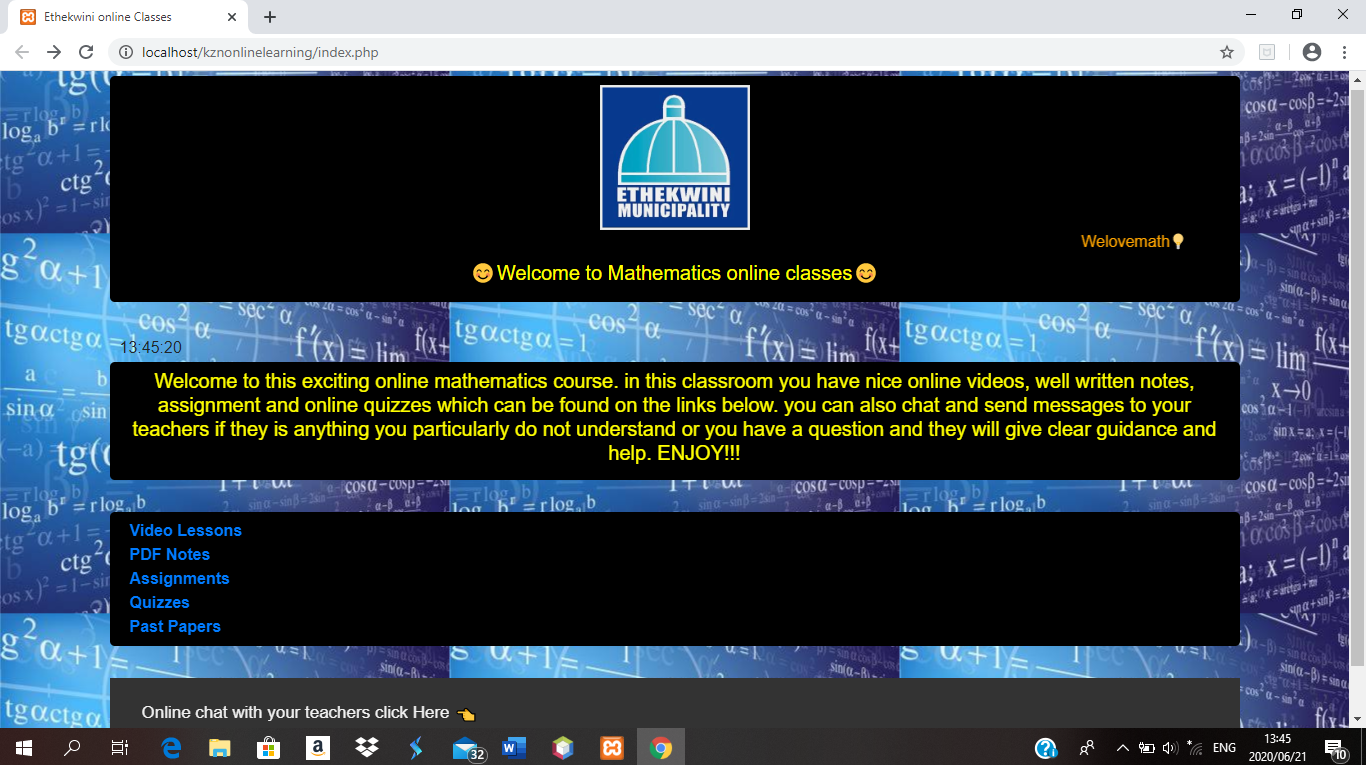 Ethekwini online Classes
localhost/kznonlinelearning/index.php
ETHEKWINI
MUNICIPALITY
Welovemath💡
😊Welcome to Mathematics online classes😊
13:45:20
Welcome to this exciting online mathematics course. in this classroom you have nice online videos, well written notes,
assignment and online quizzes which can be found on the links below. you can also chat and send messages to your
teachers if they is anything you particularly do not understand or you have a question and they will give clear guidance and
help. ENJOY!!!
Video Lessons
PDF Notes
Assignments
Quizzes
Past Papers
Online chat with your teachers click Here 👈
32
ENG
13:45
2020/06/21
10